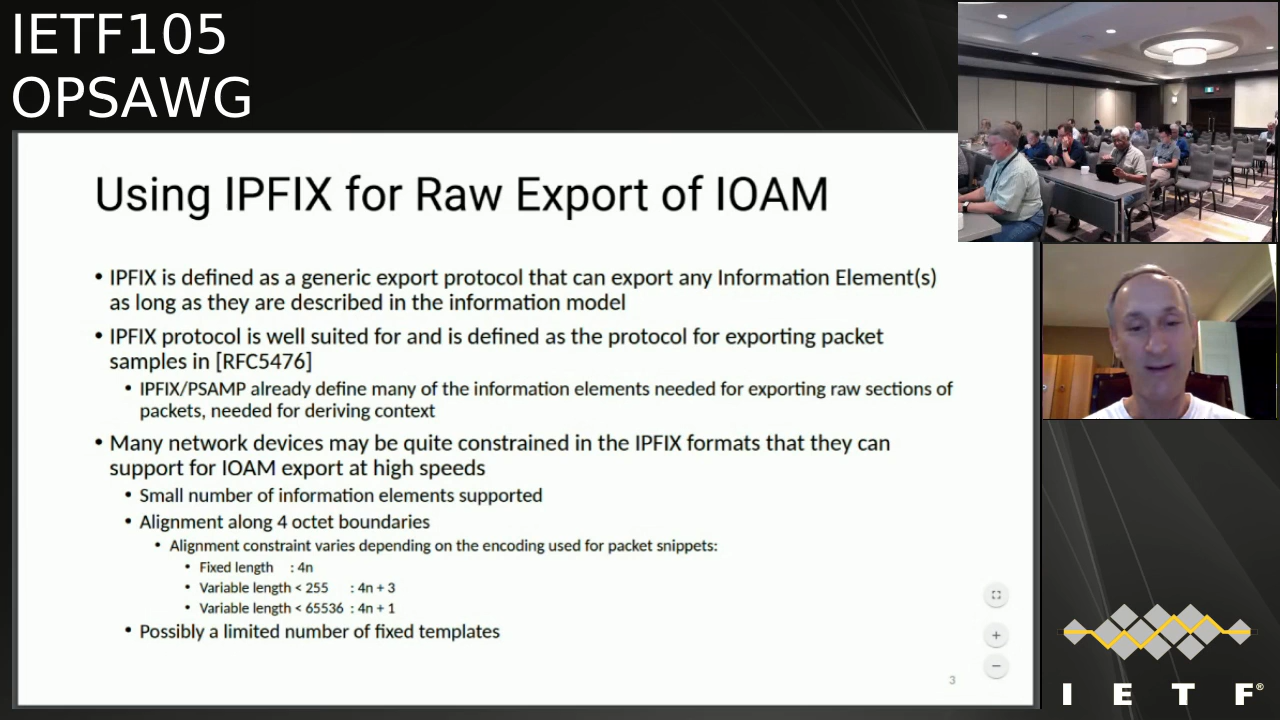 IETF105
OPSAWG
Using IPFIX for Raw Export of IOAM
• IPFIX is defined as a generic export protocol that can export any Information Element(s)
as long as they are described in the information model
• IPFIX protocol is well suited for and is defined as the protocol for exporting packet
samples in [RFC5476]
• IPFIX/PSAMP already define many of the information elements needed for exporting raw sections of
packets, needed for deriving context
• Many network devices may be quite constrained in the IPFIX formats that they can
support for IOAM export at high speeds
• Small number of information elements supported
• Alignment along 4 octet boundaries
• Alignment constraint varies depending on the encoding used for packet snippets:
• Fixed length : 4n
• Variable length < 255 : 4n + 3
• Variable length < 65536 : 4n + 1
• Possibly a limited number of fixed templates
3
I E T F®